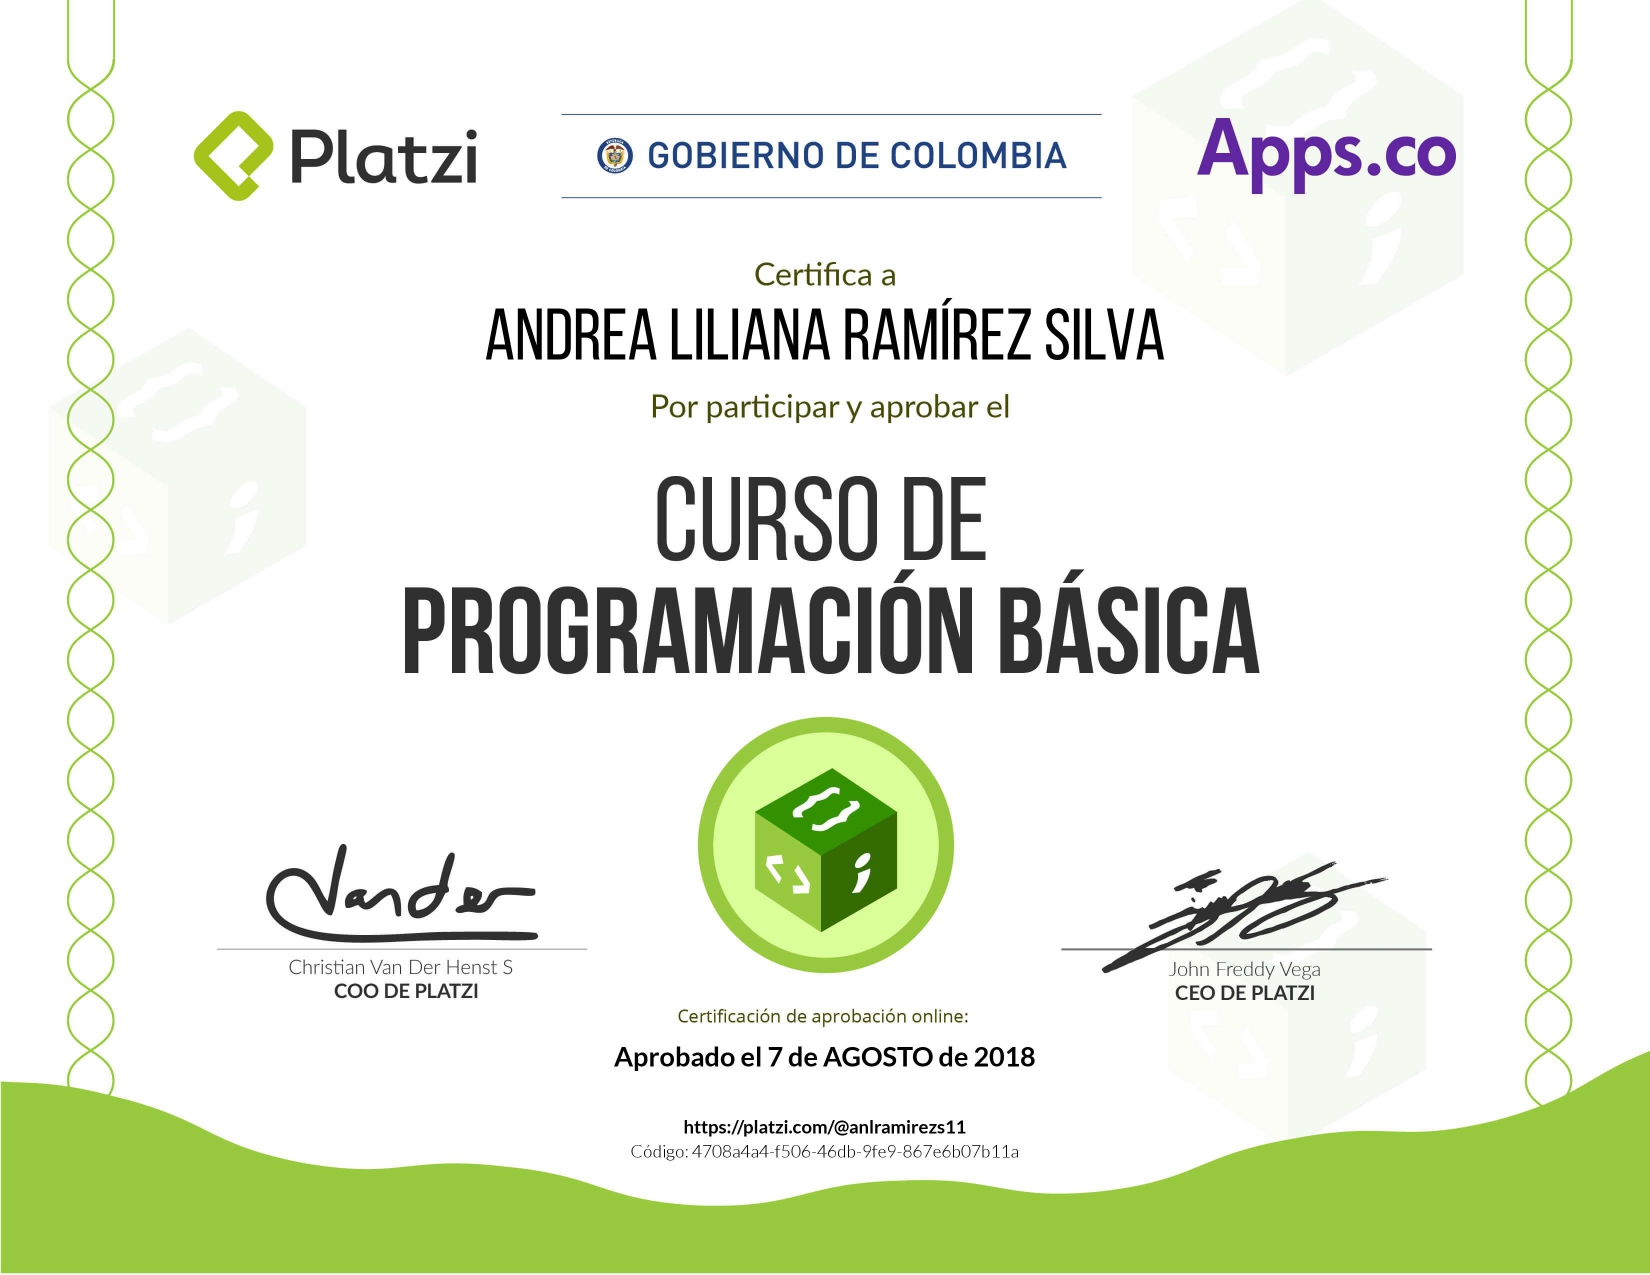 Platzi
GOBIERNO DE COLOMBIA
Apps.co
Certifica a
ANDREA LILIANA RAMÍREZ SILVA
Por participar y aprobar el
CURSO DE
PROGRAMACIÓN BÁSICA
Vander
Christian Van Der Henst S
COO DE PLATZI
John Freddy Vega
CEO DE PLATZI
Certificación de aprobación online:
Aprobado el 7 de AGOSTO de 2018
https://platzi.com/@anlramirezs11
Código: 4708a4a4-f506-46db-9fe9-867e6b07b11a